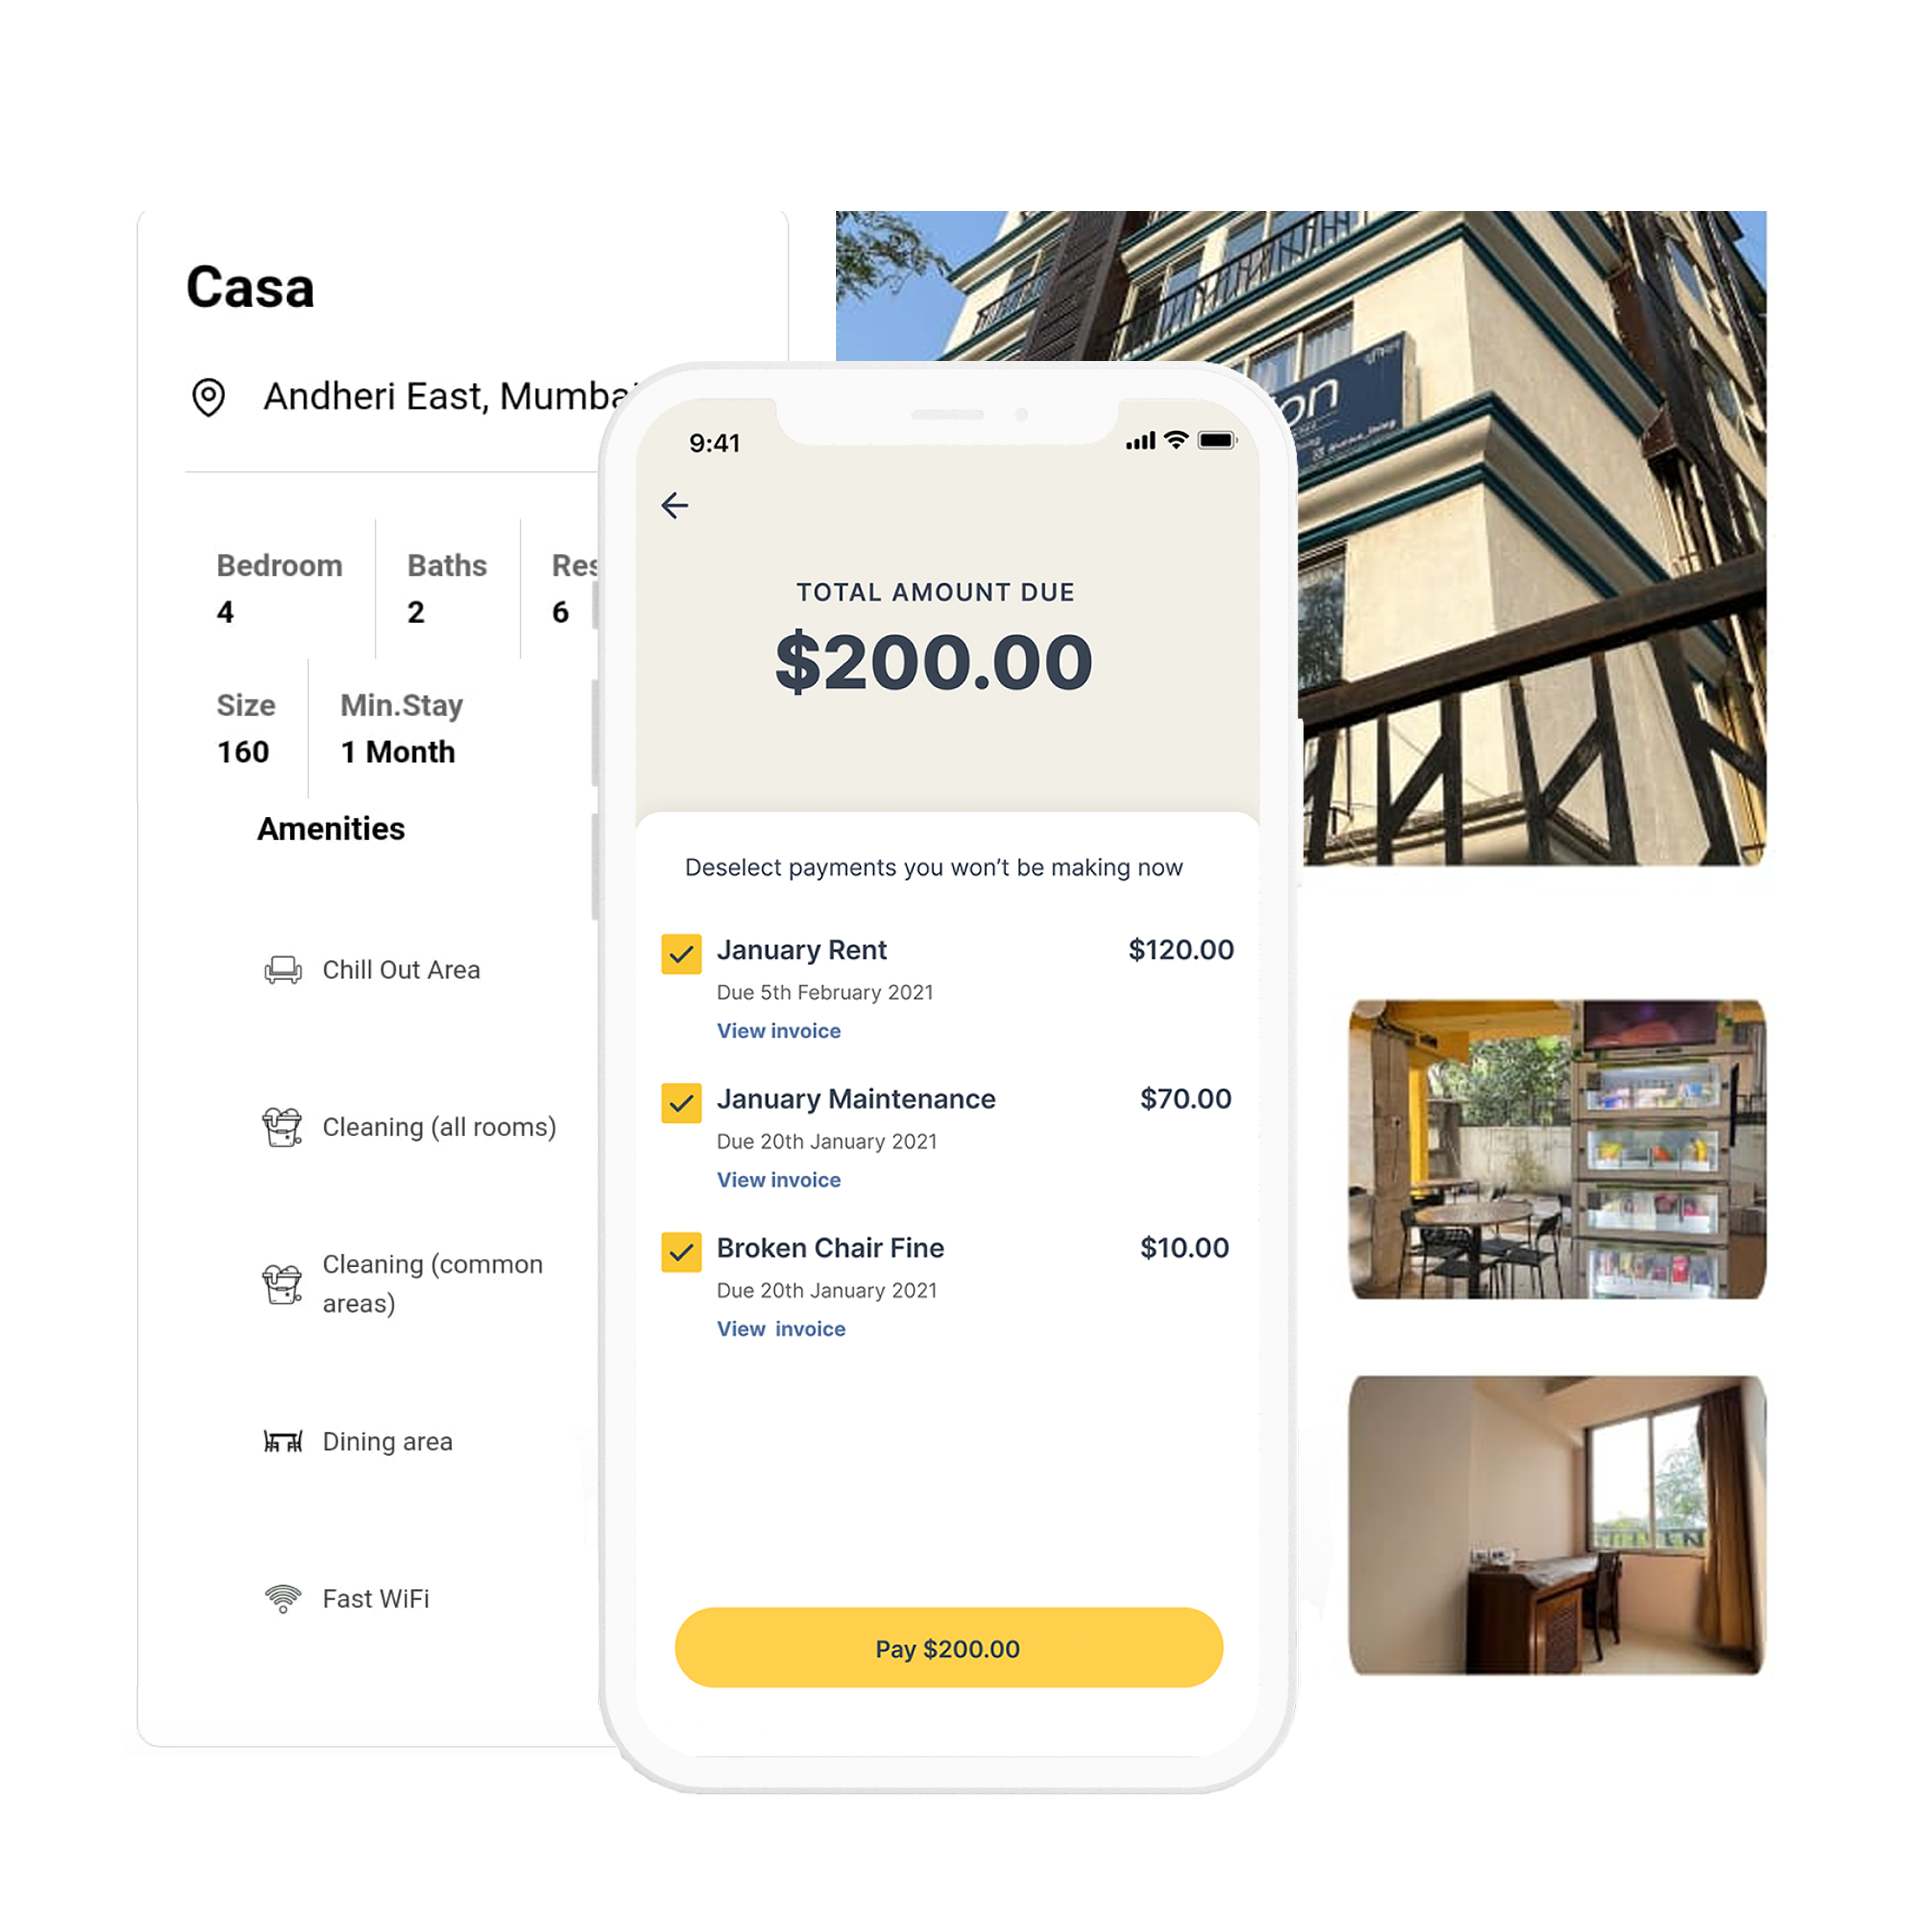 Casa
Andheri East, Mumba
Bedroom
4
Baths
2
Res
6
Size
160
Min.Stay
1 Month
Amenities
Chill Out Area
Cleaning (all rooms)
Cleaning (common
areas)
Dining area
Fast WiFi
9:41
TOTAL AMOUNT DUE
$200.00
Deselect payments you won’t be making now
January Rent
$120.00
Due 5th February 2021
View invoice
January Maintenance
$70.00
Due 20th January 2021
View invoice
Broken Chair Fine
$10.00
Due 20th January 2021
View  invoice
Pay $200.00
on